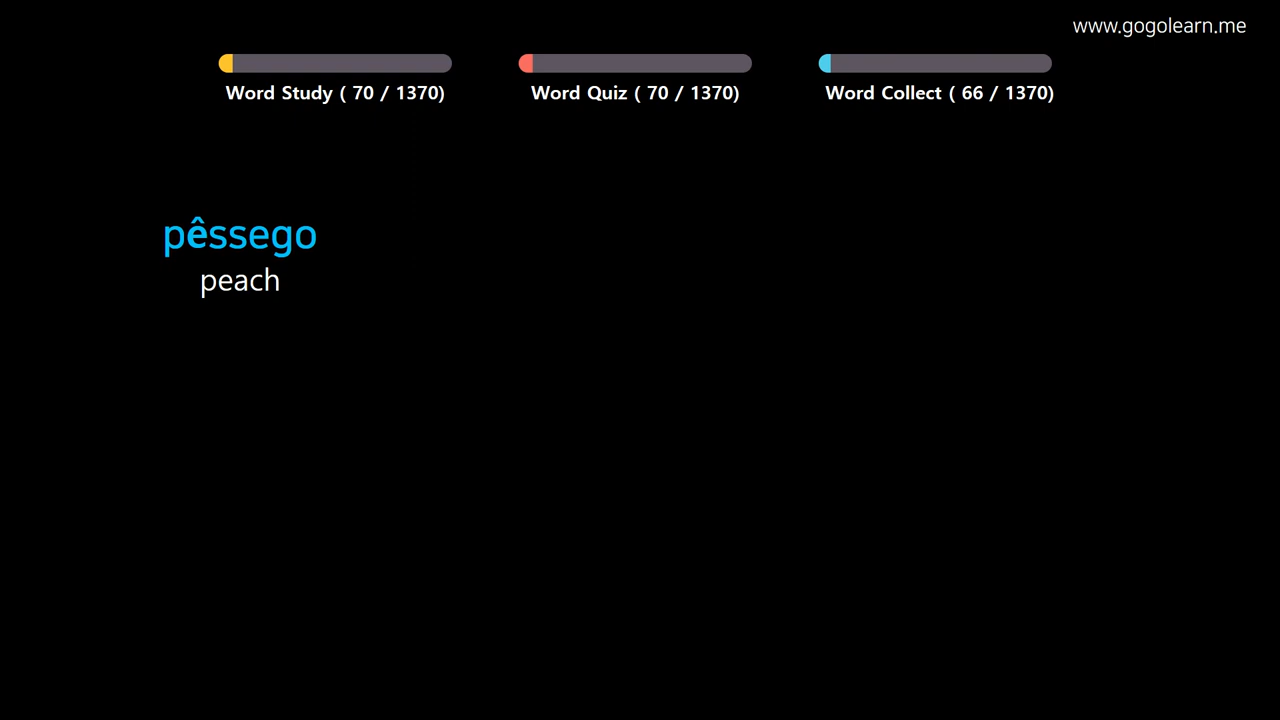 www.gogolearn.me
Word Study ( 70 / 1370)
Word Quiz ( 70 / 1370)
Word Collect ( 66 / 1370)
pêssego
peach